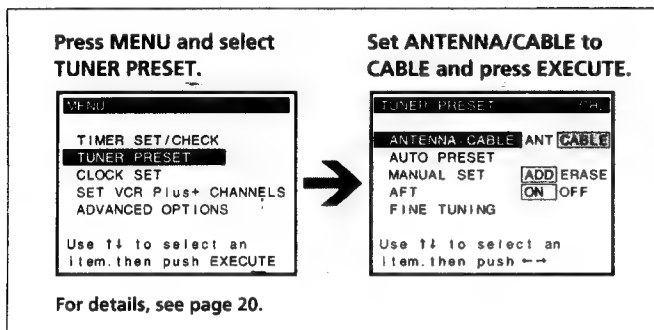 Press MENU and select
TUNER PRESET.
MENU
TIMER SET/CHECK
TUNER PRESET
CLOCK SET
SET VCR Plus+ CHANNELS
ADVANCED OPTIONS
Use ↑↓ to select an
item.then push EXECUTE
Set ANTENNA/CABLE to
CABLE and press EXECUTE.
TUNER PRESET CH.
ANTENNA CABLE ANT CABLE
AUTO PRESET
MANUAL SET ADD ERASE
AFT ON OFF
FINE TUNING
Use ↑↓ to select an
item.then push ←→
For details, see page 20.